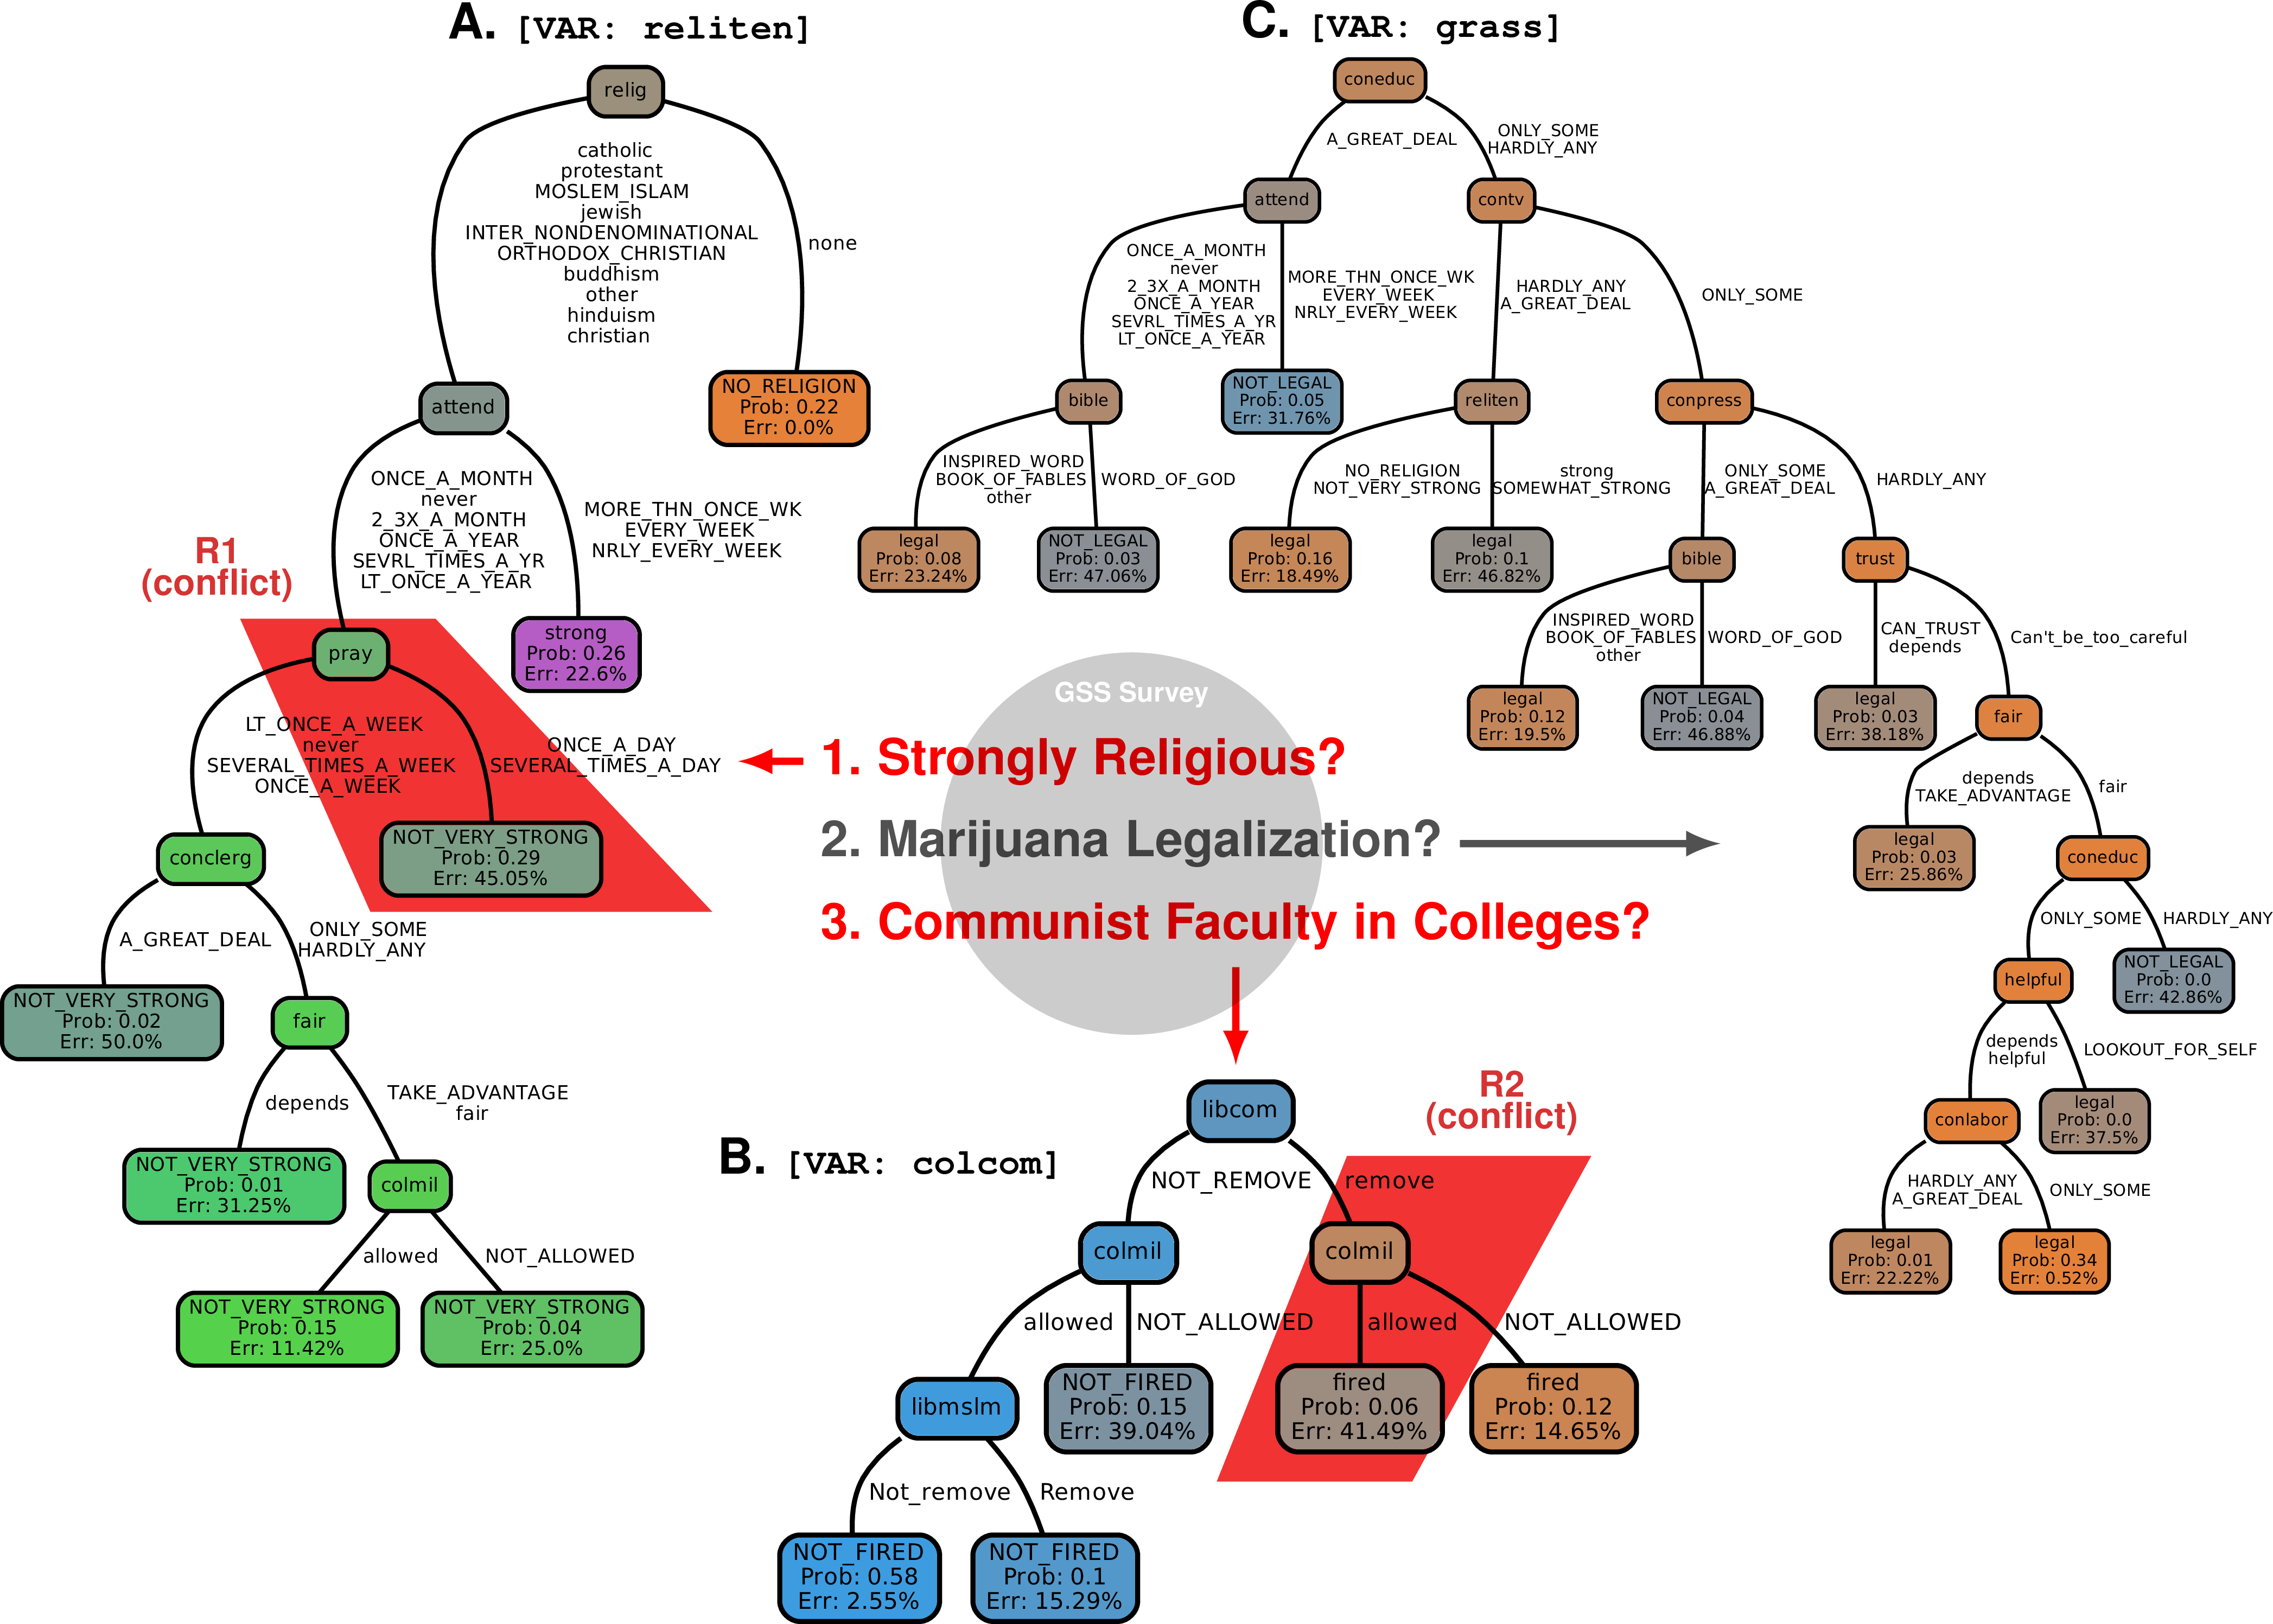 A. [VAR: reliten]
relig
catholic
protestant
MOSLEM_ISLAM
jewish
INTER_NONDENOMINATIONAL
ORTHODOX_CHRISTIAN
buddhism
other
hinduism
christian
none
attend
NO_RELIGION
Prob: 0.22
Err: 0.0%
ONCE_A_MONTH
never
2_3X_A_MONTH
ONCE_A_YEAR
SEVRL_TIMES_A_YR
LT_ONCE_A_YEAR
MORE_THN_ONCE_WK
EVERY_WEEK
NRLY_EVERY_WEEK
R1
(conflict)
pray
strong
Prob: 0.26
Err: 22.6%
LT_ONCE_A_WEEK
never
SEVERAL_TIMES_A_WEEK
ONCE_A_WEEK
ONCE_A_DAY
SEVERAL_TIMES_A_DAY
conclerg
NOT_VERY_STRONG
Prob: 0.29
Err: 45.05%
A_GREAT_DEAL
ONLY_SOME
HARDLY_ANY
NOT_VERY_STRONG
Prob: 0.02
Err: 50.0%
fair
depends
TAKE_ADVANTAGE
fair
NOT_VERY_STRONG
Prob: 0.01
Err: 31.25%
colmil
allowed
NOT_ALLOWED
NOT_VERY_STRONG
Prob: 0.15
Err: 11.42%
NOT_VERY_STRONG
Prob: 0.04
Err: 25.0%
C. [VAR: grass]
coneduc
A_GREAT_DEAL
ONLY_SOME
HARDLY_ANY
attend
contv
ONCE_A_MONTH
never
2_3X_A_MONTH
ONCE_A_YEAR
SEVRL_TIMES_A_YR
LT_ONCE_A_YEAR
MORE_THN_ONCE_WK
EVERY_WEEK
NRLY_EVERY_WEEK
HARDLY_ANY
A_GREAT_DEAL
ONLY_SOME
bible
NOT_LEGAL
Prob: 0.05
Err: 31.76%
reliten
conpress
INSPIRED_WORD
BOOK_OF_FABLES
other
WORD_OF_GOD
NO_RELIGION
NOT_VERY_STRONG
strong
SOMEWHAT_STRONG
ONLY_SOME
A_GREAT_DEAL
HARDLY_ANY
legal
Prob: 0.08
Err: 23.24%
NOT_LEGAL
Prob: 0.03
Err: 47.06%
legal
Prob: 0.16
Err: 18.49%
legal
Prob: 0.1
Err: 46.82%
bible
trust
INSPIRED_WORD
BOOK_OF_FABLES
other
WORD_OF_GOD
CAN_TRUST
depends
Can't_be_too_careful
legal
Prob: 0.12
Err: 19.5%
NOT_LEGAL
Prob: 0.04
Err: 46.88%
legal
Prob: 0.03
Err: 38.18%
fair
depends
TAKE_ADVANTAGE
fair
legal
Prob: 0.03
Err: 25.86%
coneduc
ONLY_SOME
HARDLY_ANY
helpful
NOT_LEGAL
Prob: 0.0
Err: 42.86%
depends
helpful
LOOKOUT_FOR_SELF
conlabor
legal
Prob: 0.0
Err: 37.5%
HARDLY_ANY
A_GREAT_DEAL
ONLY_SOME
legal
Prob: 0.01
Err: 22.22%
legal
Prob: 0.34
Err: 0.52%
GSS Survey
1. Strongly Religious?
2. Marijuana Legalization?
3. Communist Faculty in Colleges?
B. [VAR: colcom]
libcom
R2
(conflict)
NOT_REMOVE
remove
colmil
colmil
allowed
NOT_ALLOWED
allowed
NOT_ALLOWED
libmslm
NOT_FIRED
Prob: 0.15
Err: 39.04%
fired
Prob: 0.06
Err: 41.49%
fired
Prob: 0.12
Err: 14.65%
Not_remove
Remove
NOT_FIRED
Prob: 0.58
Err: 2.55%
NOT_FIRED
Prob: 0.1
Err: 15.29%